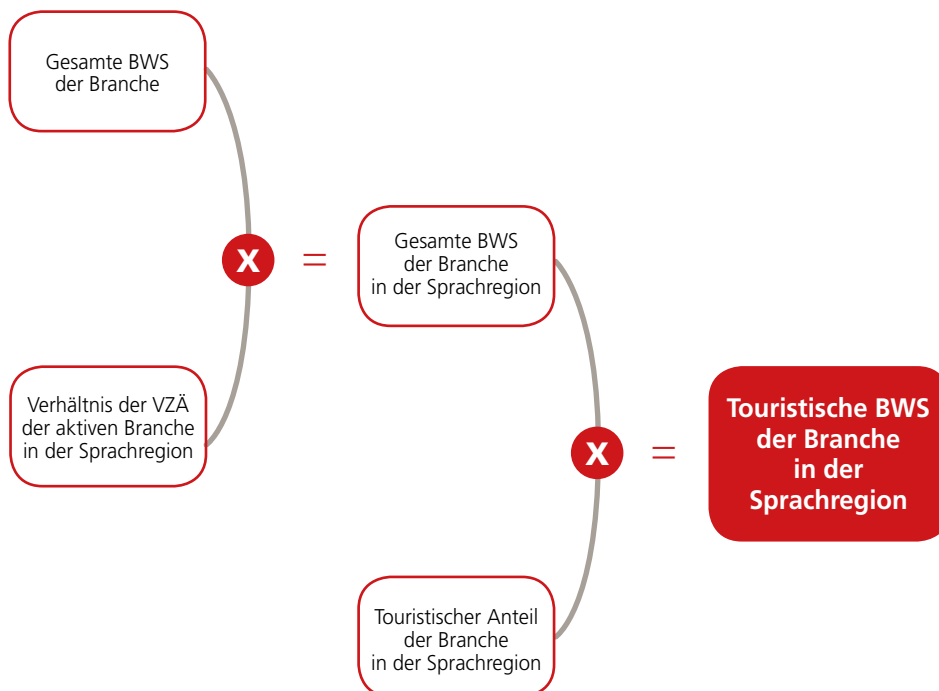 Gesamte BWS
der Branche
X
=
Verhältnis der VZÄ
der aktiven Branche
in der Sprachregion
Gesamte BWS
der Branche
in der Sprachregion
X
=
Touristischer Anteil
der Branche
in der Sprachregion
Touristische BWS
der Branche
in der
Sprachregion